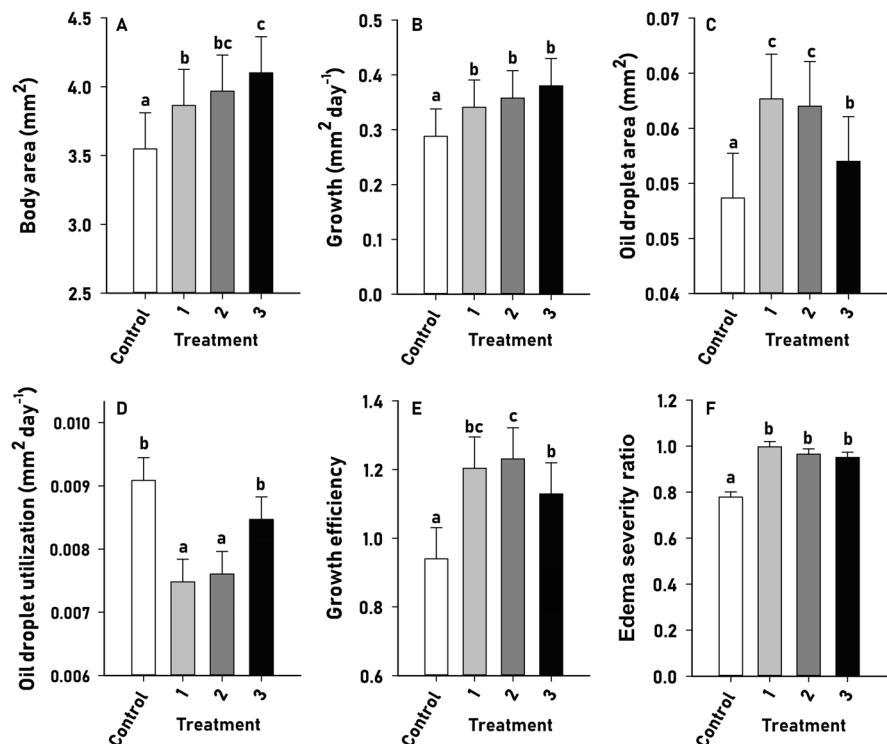 A
Body area (mm²)
4.5
4.0
3.5
3.0
2.5
a
b
bc
c
Control
1
2
3
Treatment
B
Growth (mm² day⁻¹)
0.5
0.4
0.3
0.2
0.1
0.0
a
b
b
b
Control
1
2
3
Treatment
C
Oil droplet area (mm²)
0.07
0.06
0.06
0.05
0.05
0.04
a
c
c
b
Control
1
2
3
Treatment
D
Oil droplet utilization (mm² day⁻¹)
0.010
0.009
0.008
0.007
0.006
b
a
a
b
Control
1
2
3
Treatment
E
Growth efficiency
1.4
1.2
1.0
0.8
0.6
a
bc
c
b
Control
1
2
3
Treatment
F
Edema severity ratio
1.2
1.0
0.8
0.6
0.4
0.2
0.0
a
b
b
b
Control
1
2
3
Treatment